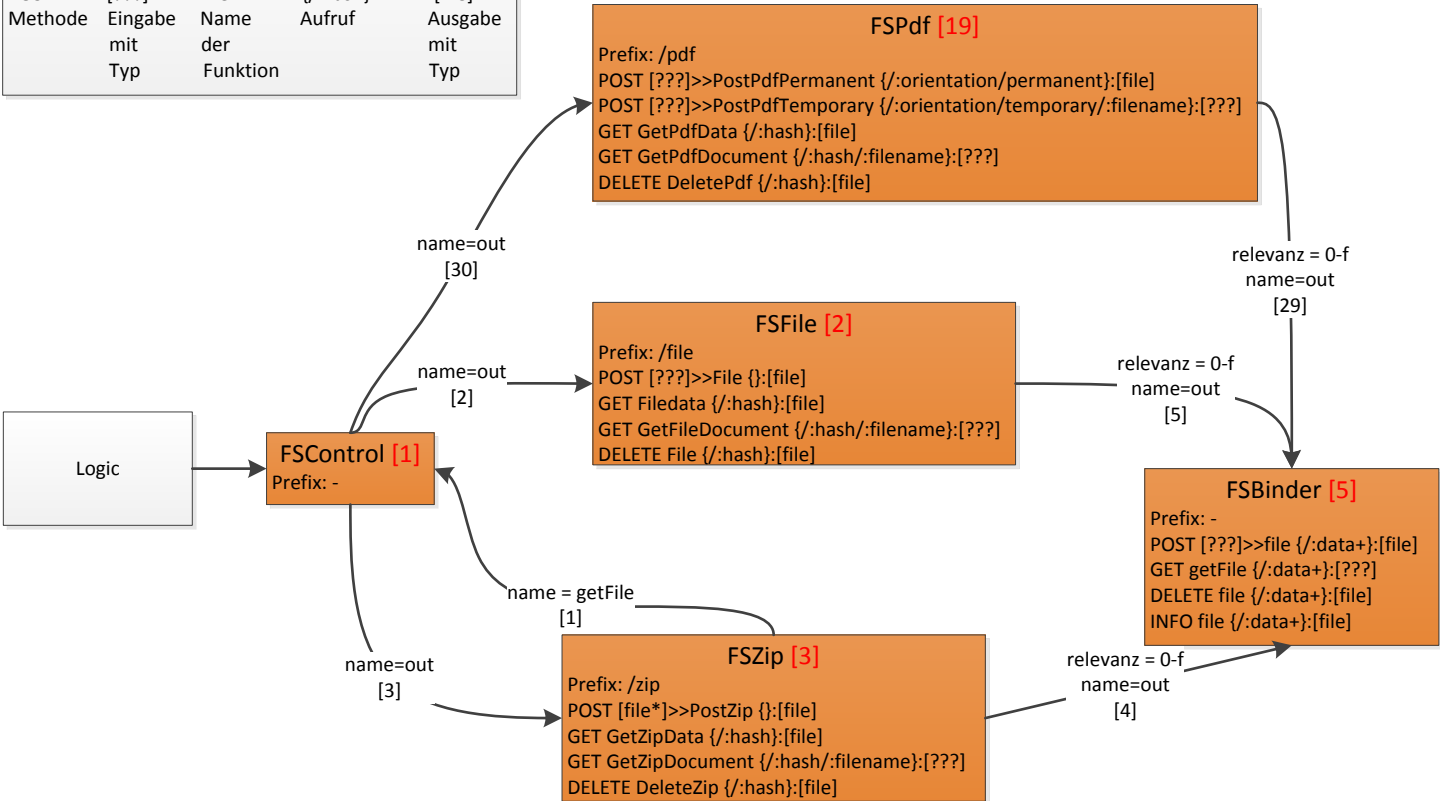 Methode Eingabe Name Aufruf Ausgabe
mit der mit
Typ Funktion Typ
FSPdf [19]
Prefix: /pdf
POST [???]>>PostPdfPermanent {/:orientation/permanent}:[file]
POST [???]>>PostPdfTemporary {/:orientation/temporary/:filename}:[???]
GET GetPdfData {/:hash}:[file]
GET GetPdfDocument {/:hash/:filename}:[???]
DELETE DeletePdf {/:hash}:[file]
name=out
[30]
relevanz = 0-f
name=out
[29]
FSFile [2]
Prefix: /file
POST [???]>>File {}:[file]
GET Filedata {/:hash}:[file]
GET GetFileDocument {/:hash/:filename}:[???]
DELETE File {/:hash}:[file]
name=out
[2]
relevanz = 0-f
name=out
[5]
Logic
FSControl [1]
Prefix: -
FSBinder [5]
Prefix: -
POST [???]>>file {/:data+}:[file]
GET getFile {/:data+}:[???]
DELETE file {/:data+}:[file]
INFO file {/:data+}:[file]
name = getFile
[1]
name=out
[3]
FSZip [3]
Prefix: /zip
POST [file*]>>PostZip {}:[file]
GET GetZipData {/:hash}:[file]
GET GetZipDocument {/:hash/:filename}:[???]
DELETE DeleteZip {/:hash}:[file]
relevanz = 0-f
name=out
[4]